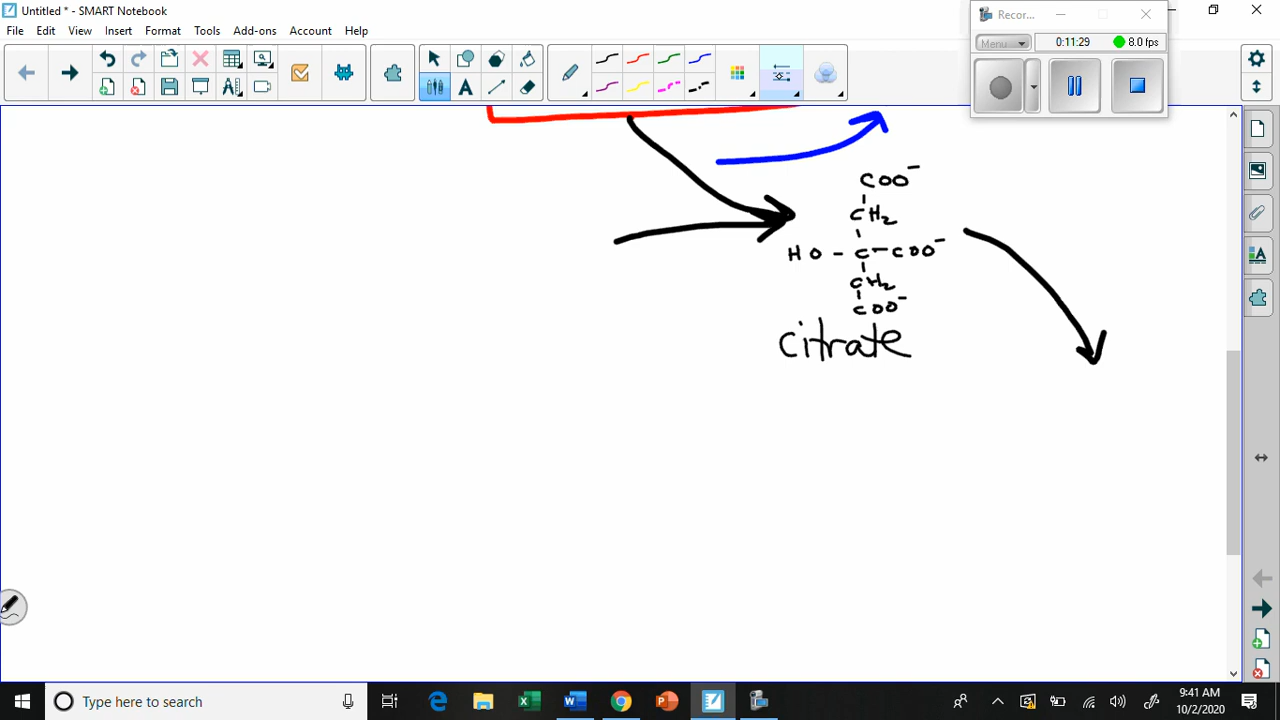 Untitled * - SMART Notebook
File Edit View Insert Format Tools Add-ons Account Help
Recor...
Menu
0:11:29
8.0 fps
A
A
COO⁻
CH₂
HO - C - COO⁻
CH₂
COO⁻
citrate
Type here to search
9:41 AM
10/2/2020